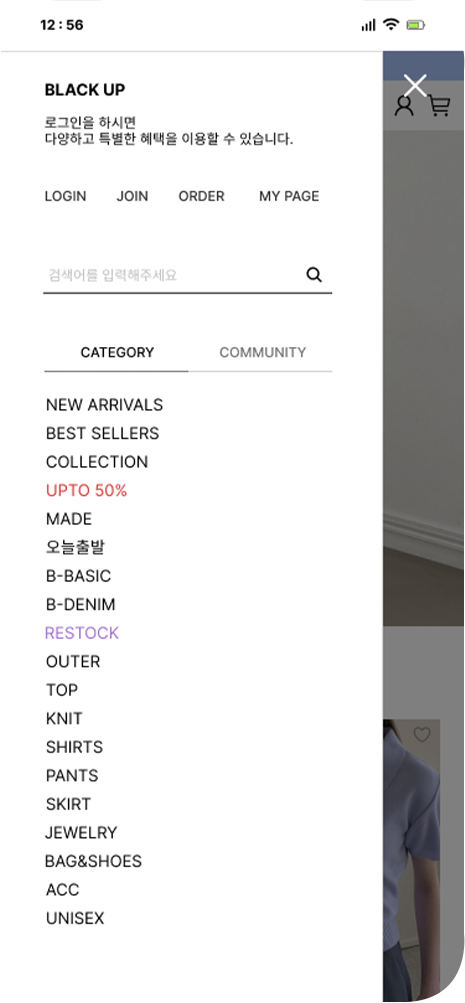 12:56
BLACK UP
로그인을 하시면
다양하고 특별한 혜택을 이용할 수 있습니다.
LOGIN JOIN ORDER MY PAGE
검색어를 입력해주세요
CATEGORY COMMUNITY
NEW ARRIVALS
BEST SELLERS
COLLECTION
UPTO 50%
MADE
오늘출발
B-BASIC
B-DENIM
RESTOCK
OUTER
TOP
KNIT
SHIRTS
PANTS
SKIRT
JEWELRY
BAG&SHOES
ACC
UNISEX